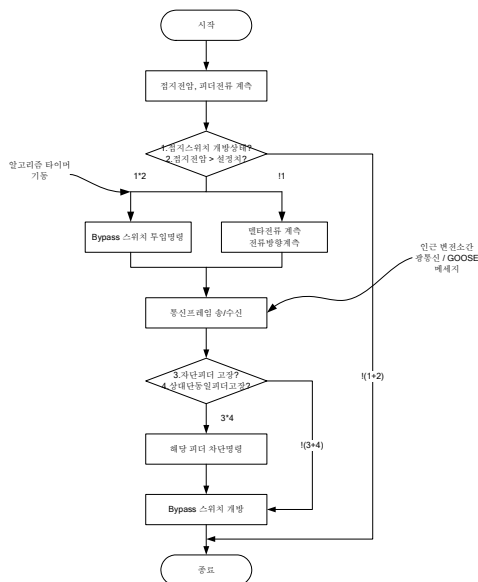 시작
접지전압, 피더전류 계측
1.접지스위치 개방상태?
2.접지전압 > 설정치?
알고리즘 타이머
기동
1*2
!1
Bypass 스위치 투입명령
델타전류 계측
전류방향계측
인근 변전소간
광통신 / GOOSE
메세지
통신프레임 송/수신
3.자단피더 고장?
4.상대단동일피더고장?
!(1+2)
3*4
!(3+4)
해당 피더 차단명령
Bypass 스위치 개방
종료